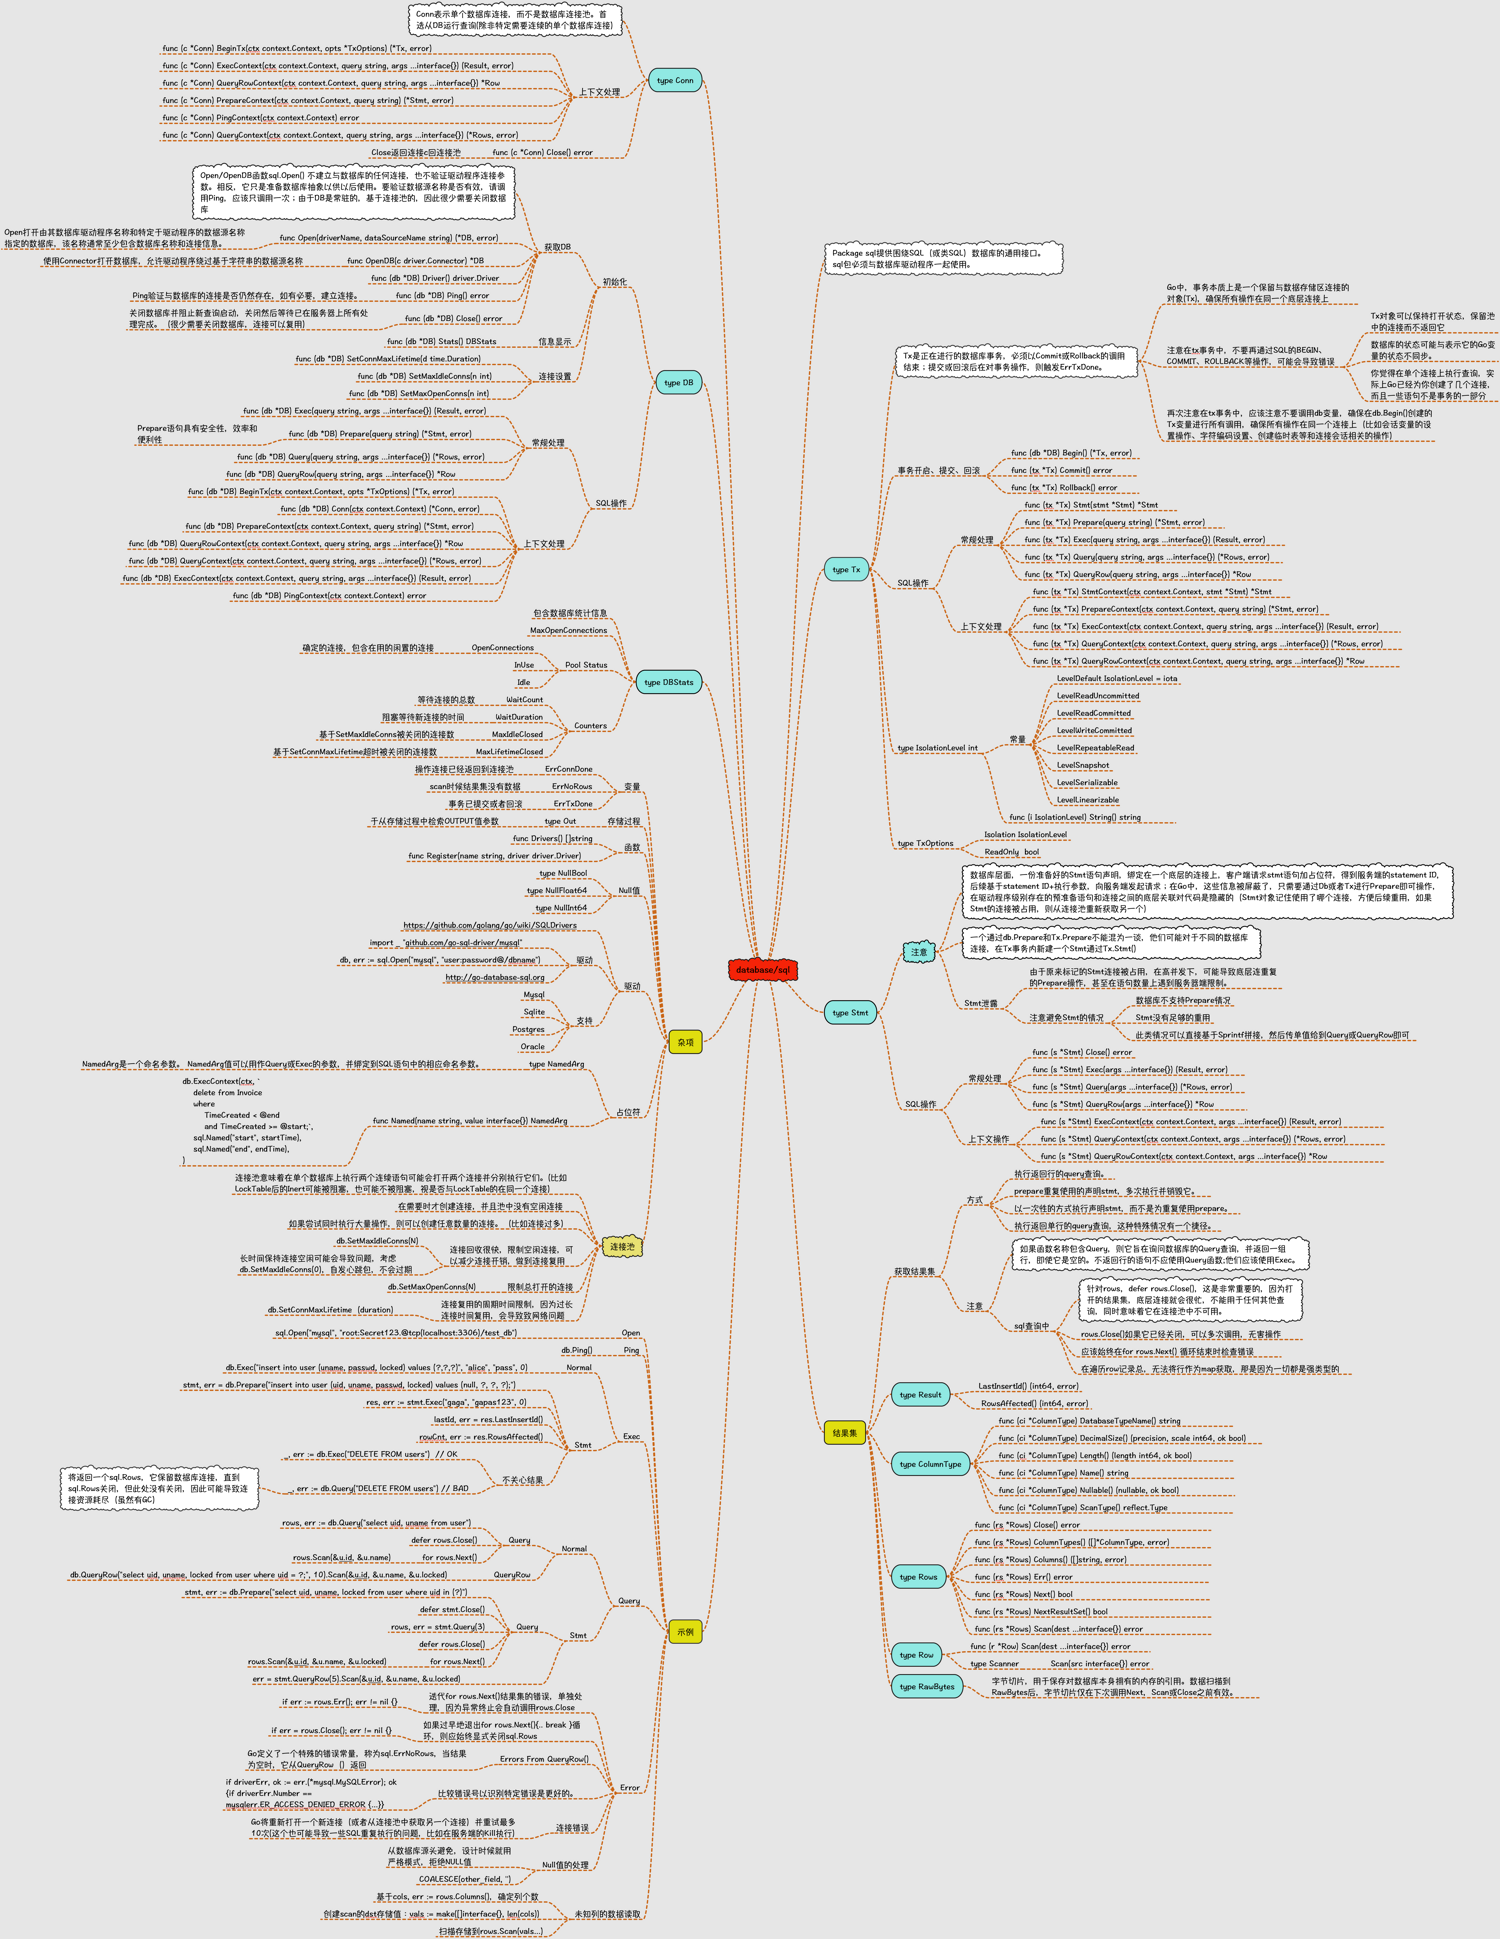 Conn表示单个数据库连接，而不是数据库连接池。首
选从DB运行查询(除非特定需要连续的单个数据库连接)
func (c *Conn) BeginTx(ctx context.Context, opts *TxOptions) (*Tx, error)
func (c *Conn) ExecContext(ctx context.Context, query string, args ...interface{}) (Result, error)
func (c *Conn) QueryRowContext(ctx context.Context, query string, args ...interface{}) *Row
func (c *Conn) PrepareContext(ctx context.Context, query string) (*Stmt, error)
func (c *Conn) PingContext(ctx context.Context) error
func (c *Conn) QueryContext(ctx context.Context, query string, args ...interface{}) (*Rows, error)
上下文处理
type Conn
Close返回连接c回连接池
func (c *Conn) Close() error
Open/OpenDB函数sql.Open() 不建立与数据库的任何连接，也不验证驱动程序连接参
数。相反，它只是准备数据库抽象以供以后使用。要验证数据源名称是否有效，请调
用Ping，应该只调用一次；由于DB是常驻的，基于连接池的，因此很少需要关闭数据
库
Open打开由其数据库驱动程序名称和特定于驱动程序的数据源名称
指定的数据库，该名称通常至少包含数据库名称和连接信息。
func Open(driverName, dataSourceName string) (*DB, error)
使用Connector打开数据库，允许驱动程序绕过基于字符串的数据源名称
func OpenDB(c driver.Connector) *DB
func (db *DB) Driver() driver.Driver
Ping验证与数据库的连接是否仍然存在，如有必要，建立连接。
func (db *DB) Ping() error
关闭数据库并阻止新查询启动，关闭然后等待已在服务器上所有处
理完成。（很少需要关闭数据库，连接可以复用）
func (db *DB) Close() error
获取DB
初始化
func (db *DB) Stats() DBStats
信息显示
func (db *DB) SetConnMaxLifetime(d time.Duration)
func (db *DB) SetMaxIdleConns(n int)
func (db *DB) SetMaxOpenConns(n int)
连接设置
type DB
func (db *DB) Exec(query string, args ...interface{}) (Result, error)
Prepare语句具有安全性，效率和
便利性
func (db *DB) Prepare(query string) (*Stmt, error)
func (db *DB) Query(query string, args ...interface{}) (*Rows, error)
func (db *DB) QueryRow(query string, args ...interface{}) *Row
常规处理
SQL操作
func (db *DB) BeginTx(ctx context.Context, opts *TxOptions) (*Tx, error)
func (db *DB) Conn(ctx context.Context) (*Conn, error)
func (db *DB) PrepareContext(ctx context.Context, query string) (*Stmt, error)
func (db *DB) QueryRowContext(ctx context.Context, query string, args ...interface{}) *Row
func (db *DB) QueryContext(ctx context.Context, query string, args ...interface{}) (*Rows, error)
func (db *DB) ExecContext(ctx context.Context, query string, args ...interface{}) (Result, error)
func (db *DB) PingContext(ctx context.Context) error
上下文处理
包含数据库统计信息
MaxOpenConnections
确定的连接，包含在用的闲置的连接
OpenConnections
InUse
Idle
Pool Status
type DBStats
等待连接的总数
WaitCount
阻塞等待新连接的时间
WaitDuration
基于SetMaxIdleConns被关闭的连接数
MaxIdleClosed
基于SetConnMaxLifetime超时被关闭的连接数
MaxLifetimeClosed
Counters
操作连接已经返回到连接池
ErrConnDone
scan时候结果集没有数据
ErrNoRows
事务已提交或者回滚
ErrTxDone
变量
于从存储过程中检索OUTPUT值参数
type Out
存储过程
func Drivers() []string
func Register(name string, driver driver.Driver)
函数
type NullBool
type NullFloat64
type NullInt64
Null值
https://github.com/golang/go/wiki/SQLDrivers
import _ "github.com/go-sql-driver/mysql"
db, err := sql.Open("mysql", "user:password@/dbname")
http://go-database-sql.org
驱动
驱动
Mysql
Sqlite
Postgres
Oracle
支持
杂项
NamedArg是一个命名参数。 NamedArg值可以用作Query或Exec的参数，并绑定到SQL语句中的相应命名参数。
type NamedArg
db.ExecContext(ctx, `
delete from Invoice
where
TimeCreated < @end
and TimeCreated >= @start;`,
sql.Named("start", startTime),
sql.Named("end", endTime),
)
func Named(name string, value interface{}) NamedArg
占位符
连接池意味着在单个数据库上执行两个连续语句可能会打开两个连接并分别执行它们。(比如
LockTable后的Inert可能被阻塞，也可能不被阻塞，视是否与LockTable的在同一个连接)
在需要时才创建连接，并且池中没有空闲连接
如果尝试同时执行大量操作，则可以创建任意数量的连接。（比如连接过多）
db.SetMaxIdleConns(N)
长时间保持连接空闲可能会导致问题，考虑
db.SetMaxIdleConns(0)，自发心跳包，不会过期
连接回收很快，限制空闲连接，可
以减少连接开销，做到连接复用
连接池
db.SetMaxOpenConns(N)
限制总打开的连接
db.SetConnMaxLifetime (duration)
连接复用的周期时间限制，因为过长
连接时间复用，会导致致网络问题
sql.Open("mysql", "root:Secret123.@tcp(localhost:3306)/test_db")
Open
db.Ping()
Ping
db.Exec("insert into user (uname, passwd, locked) values (?,?,?)", "alice", "pass", 0)
Normal
stmt, err = db.Prepare("insert into user (uid, uname, passwd, locked) values (null, ?, ?, ?);")
res, err := stmt.Exec("gaga", "gapas123", 0)
lastId, err = res.LastInsertId()
rowCnt, err := res.RowsAffected()
Stmt
Exec
_, err := db.Exec("DELETE FROM users") // OK
将返回一个sql.Rows，它保留数据库连接，直到
sql.Rows关闭，但此处没有关闭，因此可能导致连
接资源耗尽（虽然有GC）
_, err := db.Query("DELETE FROM users") // BAD
不关心结果
rows, err := db.Query("select uid, uname from user")
defer rows.Close()
rows.Scan(&u.id, &u.name)
for rows.Next()
Query
Normal
db.QueryRow("select uid, uname, locked from user where uid = ?;", 10).Scan(&u.id, &u.name, &u.locked)
QueryRow
stmt, err := db.Prepare("select uid, uname, locked from user where uid in (?)")
defer stmt.Close()
rows, err = stmt.Query(3)
defer rows.Close()
rows.Scan(&u.id, &u.name, &u.locked)
for rows.Next()
Query
Stmt
Query
示例
err = stmt.QueryRow(5).Scan(&u.id, &u.name, &u.locked)
if err := rows.Err(); err != nil {}
迭代for rows.Next()结果集的错误，单独处
理，因为异常终止会自动调用rows.Close
if err = rows.Close(); err != nil {}
如果过早地退出for rows.Next(){.. break }循
环，则应始终显式关闭sql.Rows
Go定义了一个特殊的错误常量，称为sql.ErrNoRows，当结果
为空时，它从QueryRow（）返回
Errors From QueryRow()
if driverErr, ok := err.(*mysql.MySQLError); ok
{if driverErr.Number ==
mysqlerr.ER_ACCESS_DENIED_ERROR {...}}
比较错误号以识别特定错误是更好的。
Error
Go将重新打开一个新连接（或者从连接池中获取另一个连接）并重试最多
10次(这个也可能导致一些SQL重复执行的问题，比如在服务端的Kill执行)
连接错误
从数据库源头避免，设计时候就用
严格模式，拒绝NULL值
COALESCE(other_field, '')
Null值的处理
基于cols, err := rows.Columns()，确定列个数
创建scan的dst存储值：vals := make([]interface{}, len(cols))
扫描存储到rows.Scan(vals...)
未知列的数据读取
database/sql
Package sql提供围绕SQL（或类SQL）数据库的通用接口。
sql包必须与数据库驱动程序一起使用。
Tx是正在进行的数据库事务，必须以Commit或Rollback的调用
结束；提交或回滚后在对事务操作，则触发ErrTxDone。
Go中，事务本质上是一个保留与数据存储区连接的
对象(Tx)，确保所有操作在同一个底层连接上
注意在tx事务中，不要再通过SQL的BEGIN、
COMMIT、ROLLBACK等操作，可能会导致错误
Tx对象可以保持打开状态，保留池
中的连接而不返回它
数据库的状态可能与表示它的Go变
量的状态不同步。
你觉得在单个连接上执行查询，实
际上Go已经为你创建了几个连接，
而且一些语句不是事务的一部分
再次注意在tx事务中，应该注意不要调用db变量，确保在db.Begin()创建的
Tx变量进行所有调用，确保所有操作在同一个连接上（比如会话变量的设
置操作、字符编码设置、创建临时表等和连接会话相关的操作）
事务开启、提交、回滚
func (db *DB) Begin() (*Tx, error)
func (tx *Tx) Commit() error
func (tx *Tx) Rollback() error
type Tx
SQL操作
常规处理
func (tx *Tx) Stmt(stmt *Stmt) *Stmt
func (tx *Tx) Prepare(query string) (*Stmt, error)
func (tx *Tx) Exec(query string, args ...interface{}) (Result, error)
func (tx *Tx) Query(query string, args ...interface{}) (*Rows, error)
func (tx *Tx) QueryRow(query string, args ...interface{}) *Row
上下文处理
func (tx *Tx) StmtContext(ctx context.Context, stmt *Stmt) *Stmt
func (tx *Tx) PrepareContext(ctx context.Context, query string) (*Stmt, error)
func (tx *Tx) ExecContext(ctx context.Context, query string, args ...interface{}) (Result, error)
func (tx *Tx) QueryContext(ctx context.Context, query string, args ...interface{}) (*Rows, error)
func (tx *Tx) QueryRowContext(ctx context.Context, query string, args ...interface{}) *Row
type IsolationLevel int
常量
LevelDefault IsolationLevel = iota
LevelReadUncommitted
LevelReadCommitted
LevelWriteCommitted
LevelRepeatableRead
LevelSnapshot
LevelSerializable
LevelLinearizable
func (i IsolationLevel) String() string
type TxOptions
Isolation IsolationLevel
ReadOnly bool
数据库层面，一份准备好的Stmt语句声明，绑定在一个底层的连接上，客户端请求stmt语句加占位符，得到服务端的statement ID，
后续基于statement ID+执行参数，向服务端发起请求；在Go中，这些信息被屏蔽了，只需要通过Db或者Tx进行Prepare即可操作，
在驱动程序级别存在的预准备语句和连接之间的底层关联对代码是隐藏的（Stmt对象记住使用了哪个连接，方便后续重用，如果
Stmt的连接被占用，则从连接池重新获取另一个）
一个通过db.Prepare和Tx.Prepare不能混为一谈，他们可能对于不同的数据库
连接，在Tx事务内新建一个Stmt通过Tx.Stmt()
注意
Stmt泄露
由于原来标记的Stmt连接被占用，在高并发下，可能导致底层连重复
的Prepare操作，甚至在语句数量上遇到服务器端限制。
注意避免Stmt的情况
数据库不支持Prepare情况
Stmt没有足够的重用
此类情况可以直接基于Sprintf拼接，然后传单值给到Query或QueryRow即可
type Stmt
SQL操作
常规处理
func (s *Stmt) Close() error
func (s *Stmt) Exec(args ...interface{}) (Result, error)
func (s *Stmt) Query(args ...interface{}) (*Rows, error)
func (s *Stmt) QueryRow(args ...interface{}) *Row
上下文操作
func (s *Stmt) ExecContext(ctx context.Context, args ...interface{}) (Result, error)
func (s *Stmt) QueryContext(ctx context.Context, args ...interface{}) (*Rows, error)
func (s *Stmt) QueryRowContext(ctx context.Context, args ...interface{}) *Row
获取结果集
方式
执行返回行的query查询。
prepare重复使用的声明stmt，多次执行并销毁它。
以一次性的方式执行声明stmt，而不是为重复使用prepare。
执行返回单行的query查询，这种特殊情况有一个捷径。
注意
如果函数名称包含Query，则它旨在询问数据库的Query查询，并返回一组
行，即使它是空的。不返回行的语句不应使用Query函数;他们应该使用Exec。
sql查询中
针对rows，defer rows.Close()，这是非常重要的，因为打
开的结果集，底层连接就会很忙，不能用于任何其他查
询，同时意味着它在连接池中不可用。
rows.Close()如果它已经关闭，可以多次调用，无害操作
应该始终在for rows.Next() 循环结束时检查错误
在遍历row记录总，无法将行作为map获取，那是因为一切都是强类型的
结果集
type Result
LastInsertId() (int64, error)
RowsAffected() (int64, error)
type ColumnType
func (ci *ColumnType) DatabaseTypeName() string
func (ci *ColumnType) DecimalSize() (precision, scale int64, ok bool)
func (ci *ColumnType) Length() (length int64, ok bool)
func (ci *ColumnType) Name() string
func (ci *ColumnType) Nullable() (nullable, ok bool)
func (ci *ColumnType) ScanType() reflect.Type
type Rows
func (rs *Rows) Close() error
func (rs *Rows) ColumnTypes() ([]*ColumnType, error)
func (rs *Rows) Columns() ([]string, error)
func (rs *Rows) Err() error
func (rs *Rows) Next() bool
func (rs *Rows) NextResultSet() bool
func (rs *Rows) Scan(dest ...interface{}) error
type Row
func (r *Row) Scan(dest ...interface{}) error
type Scanner
Scan(src interface{}) error
type RawBytes
字节切片，用于保存对数据库本身拥有的内存的引用。数据扫描到
RawBytes后，字节切片仅在下次调用Next，Scan或Close之前有效。